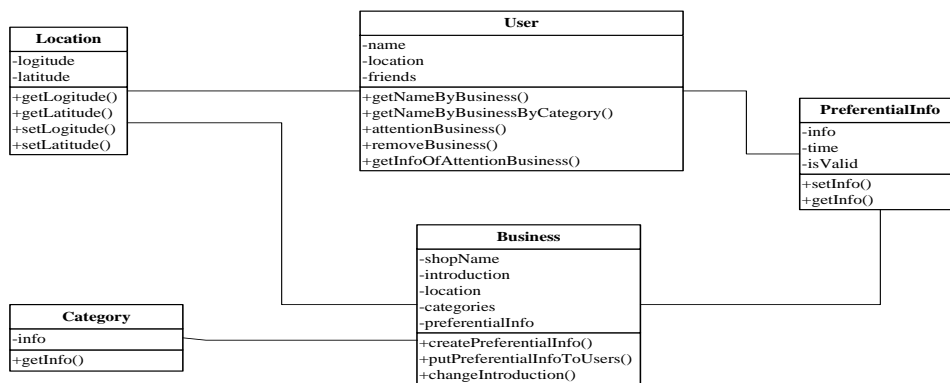 Location
-logitude
-latitude
+getLogitude()
+getLatitude()
+setLogitude()
+setLatitude()
User
-name
-location
-friends
+getNameByBusiness()
+getNameByBusinessByCategory()
+attentionBusiness()
+removeBusiness()
+getInfoOfAttentionBusiness()
PreferentialInfo
-info
-time
-isValid
+setInfo()
+getInfo()
Business
-shopName
-introduction
-location
-categories
-preferentialInfo
+createPreferentialInfo()
+putPreferentialInfoToUsers()
+changeIntroduction()
Category
-info
+getInfo()